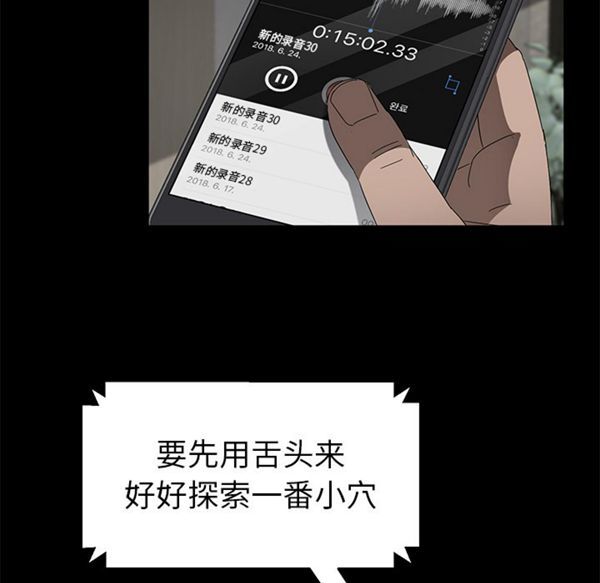 0:15:02.33
新的录音30
2018. 6. 24.
완료
新的录音30
2018. 6. 24.
新的录音29
2018. 6. 24.
新的录音28
2018. 6. 17.
要先用舌头来
好好探索一番小穴